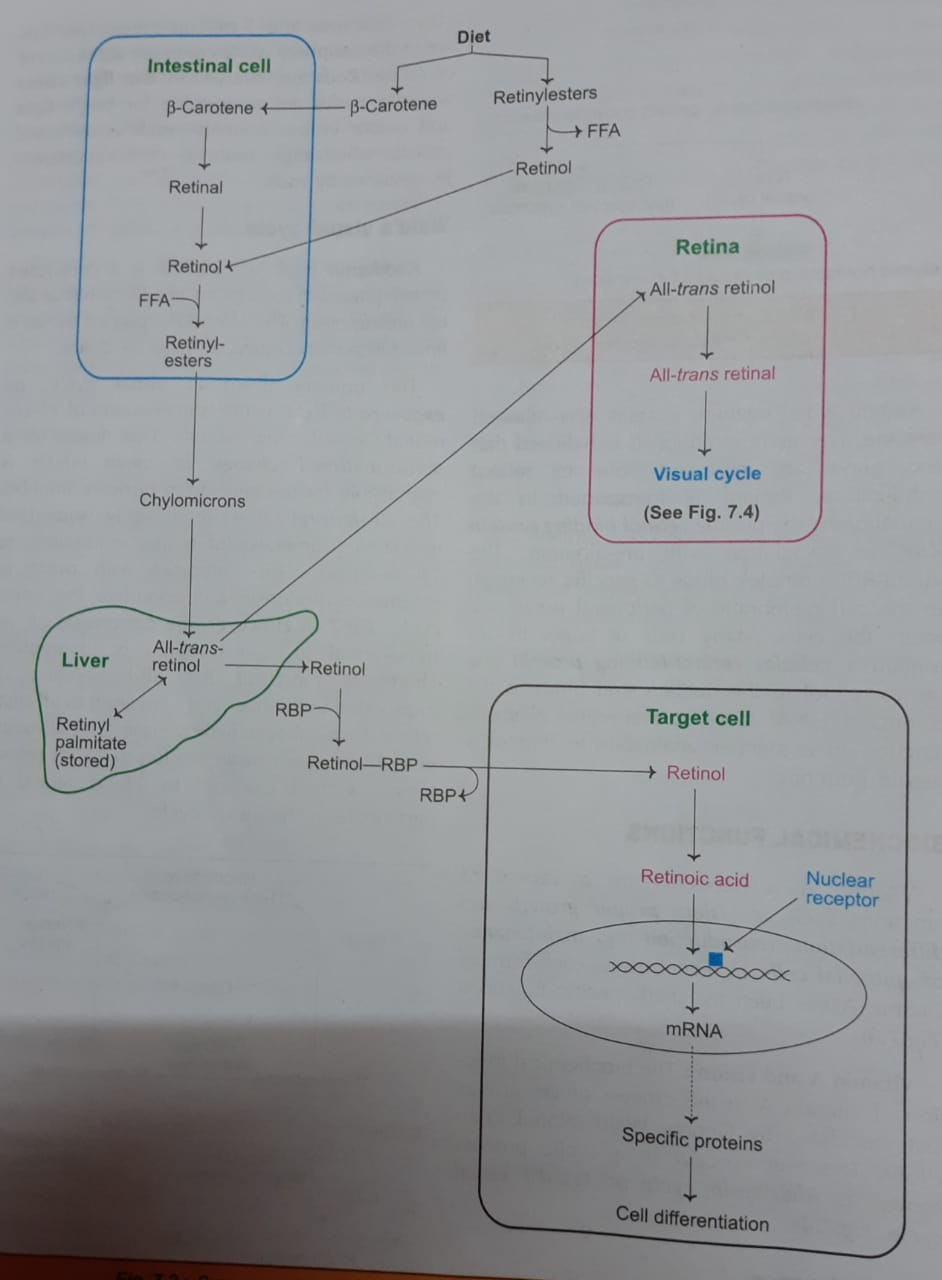 Diet
Intestinal cell
β-Carotene
β-Carotene
Retinylesters
FFA
Retinol
Retinal
Retinol
FFA
Retinyl-
esters
Retina
All-trans retinol
All-trans retinal
Visual cycle
(See Fig. 7.4)
Chylomicrons
Liver
All-trans-
retinol
Retinol
Retinyl
palmitate
(stored)
RBP
Retinol—RBP
RBP
Target cell
Retinol
Retinoic acid
Nuclear
receptor
mRNA
Specific proteins
Cell differentiation